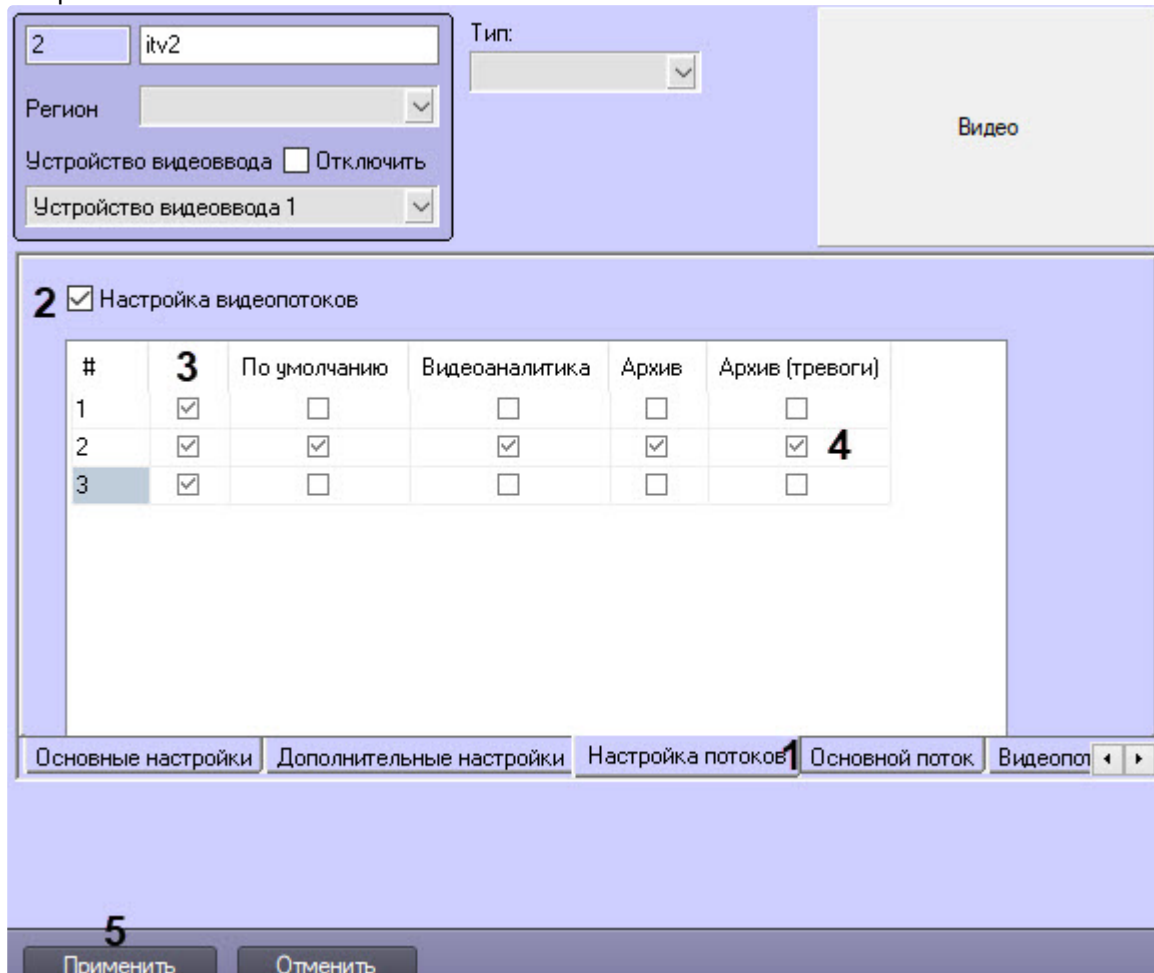 2 itv2 Тип:
Регион
Видео
Устройство видеоввода Отключить
Устройство видеоввода 1
2 Настройка видеопотоков
# 3 По умолчанию Видеоаналитика Архив Архив (тревоги)
1
2 4
3
Основные настройки Дополнительные настройки Настройка потоков 1 Основной поток Видеопот
5
Применить Отменить